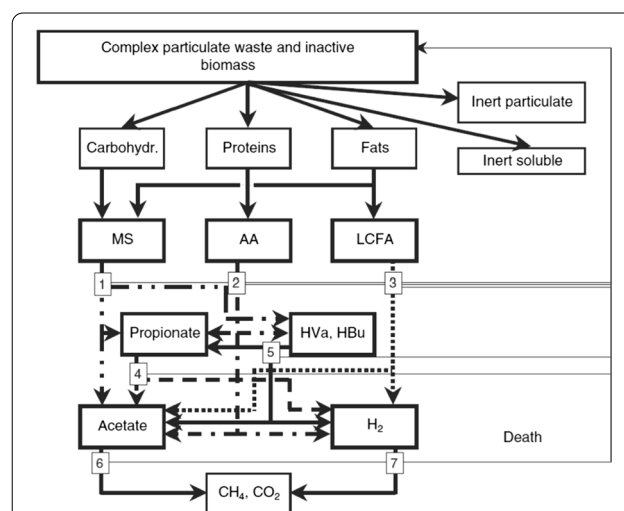 Complex particulate waste and inactive
biomass
Inert particulate
Carbohydr.
Proteins
Fats
Inert soluble
MS
AA
LCFA
1
2
3
Propionate
HVa, HBu
5
4
Acetate
H₂
Death
6
7
CH₄, CO₂